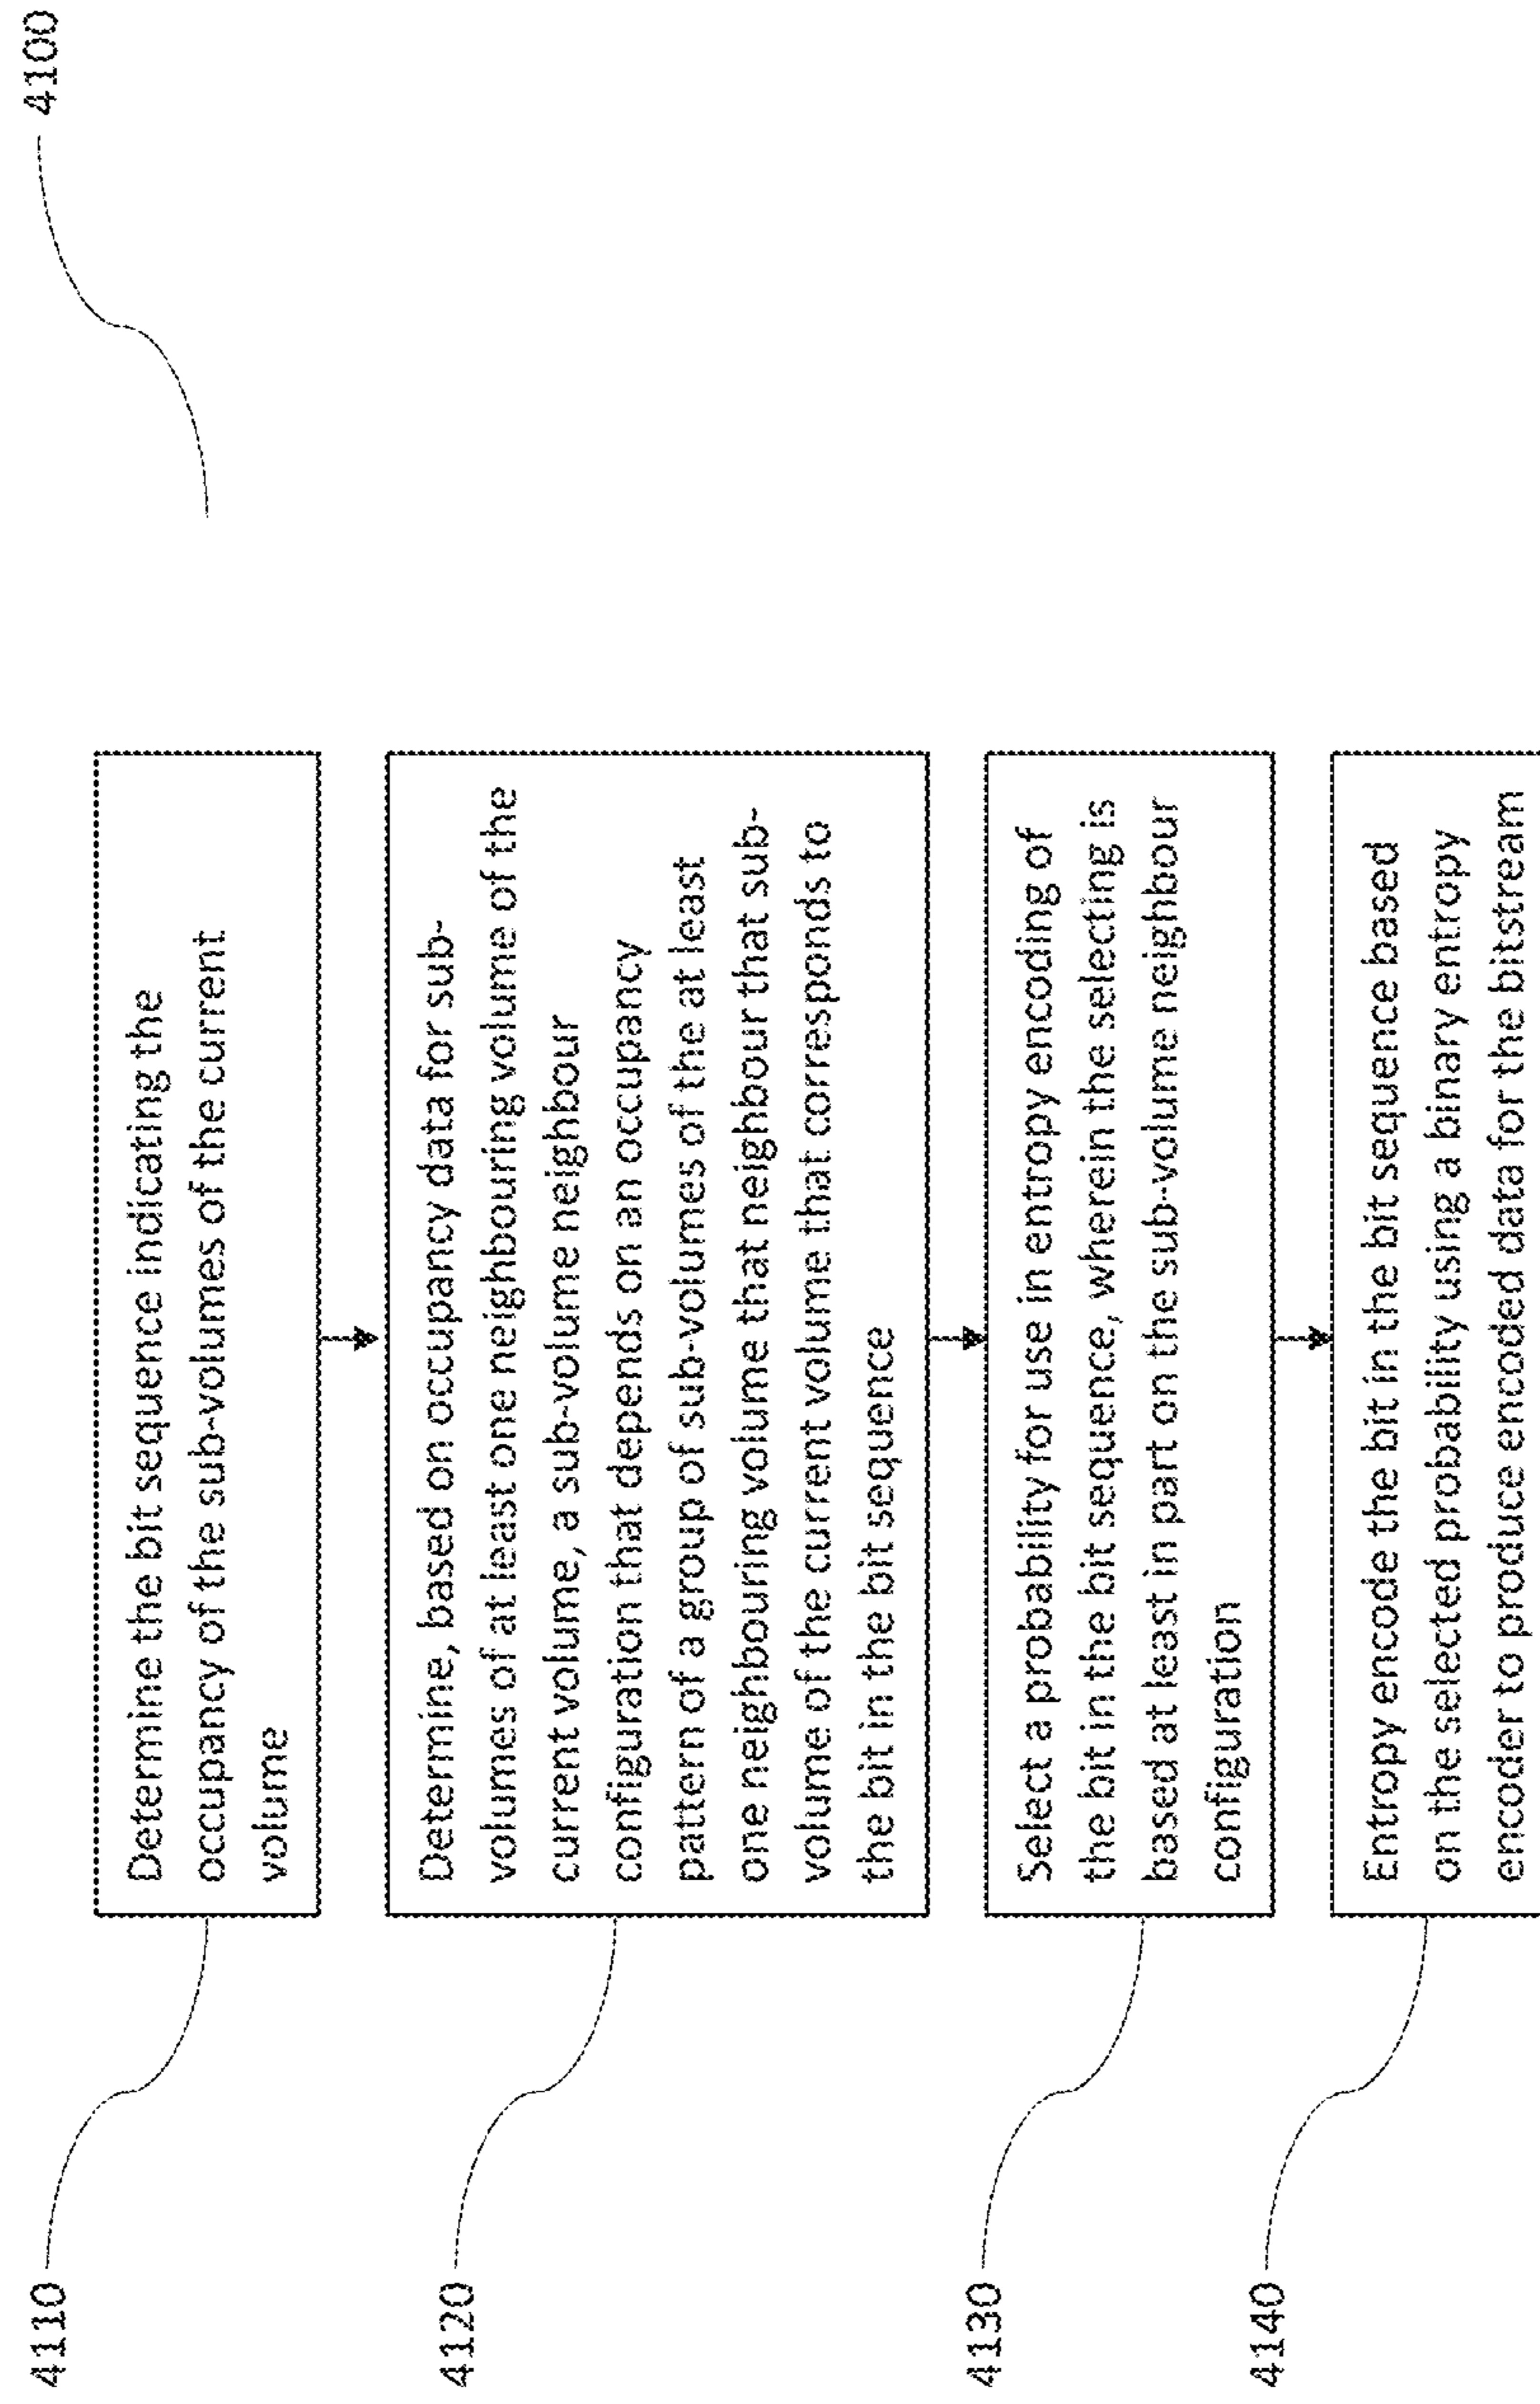 4100
4110
Determine the bit sequence indicating the
occupancy of the sub-volumes of the current
volume
4120
Determine, based on occupancy data for sub-
volumes of at least one neighbouring volume of the
current volume, a sub-volume neighbour
configuration that depends on an occupancy
pattern of a group of sub-volumes of the at least
one neighbouring volume that neighbour that sub-
volume of the current volume that corresponds to
the bit in the bit sequence
4130
Select a probability for use in entropy encoding of
the bit in the bit sequence, wherein the selecting is
based at least in part on the sub-volume neighbour
configuration
4140
Entropy encode the bit in the bit sequence based
on the selected probability using a binary entropy
encoder to produce encoded data for the bitstream